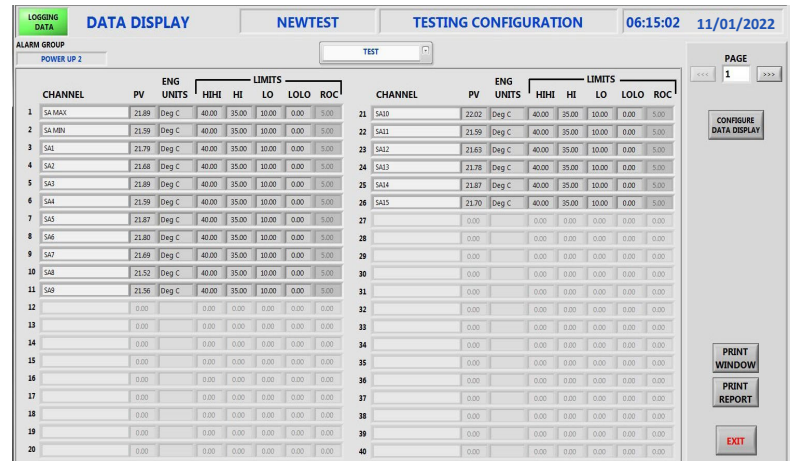 LOGGING DATA
DATA DISPLAY
NEWTEST
TESTING CONFIGURATION
06:15:02
11/01/2022
ALARM GROUP
POWER UP 2
TEST
PAGE
<<< 1 >>>
CONFIGURE
DATA DISPLAY
ENG LIMITS
CHANNEL PV UNITS HIHI HI LO LOLO ROC
1 SA MAX 21.89 Deg C 40.00 35.00 10.00 0.00 5.00
2 SA MIN 21.59 Deg C 40.00 35.00 10.00 0.00 5.00
3 SA1 21.79 Deg C 40.00 35.00 10.00 0.00 5.00
4 SA2 21.68 Deg C 40.00 35.00 10.00 0.00 5.00
5 SA3 21.89 Deg C 40.00 35.00 10.00 0.00 5.00
6 SA4 21.59 Deg C 40.00 35.00 10.00 0.00 5.00
7 SA5 21.87 Deg C 40.00 35.00 10.00 0.00 5.00
8 SA6 21.80 Deg C 40.00 35.00 10.00 0.00 5.00
9 SA7 21.69 Deg C 40.00 35.00 10.00 0.00 5.00
10 SA8 21.52 Deg C 40.00 35.00 10.00 0.00 5.00
11 SA9 21.56 Deg C 40.00 35.00 10.00 0.00 5.00
12 0.00 0.00 0.00 0.00 0.00 0.00
13 0.00 0.00 0.00 0.00 0.00 0.00
14 0.00 0.00 0.00 0.00 0.00 0.00
15 0.00 0.00 0.00 0.00 0.00 0.00
16 0.00 0.00 0.00 0.00 0.00 0.00
17 0.00 0.00 0.00 0.00 0.00 0.00
18 0.00 0.00 0.00 0.00 0.00 0.00
19 0.00 0.00 0.00 0.00 0.00 0.00
20 0.00 0.00 0.00 0.00 0.00 0.00
ENG LIMITS
CHANNEL PV UNITS HIHI HI LO LOLO ROC
21 SA10 22.02 Deg C 40.00 35.00 10.00 0.00 5.00
22 SA11 21.59 Deg C 40.00 35.00 10.00 0.00 5.00
23 SA12 21.63 Deg C 40.00 35.00 10.00 0.00 5.00
24 SA13 21.78 Deg C 40.00 35.00 10.00 0.00 5.00
25 SA14 21.87 Deg C 40.00 35.00 10.00 0.00 5.00
26 SA15 21.70 Deg C 40.00 35.00 10.00 0.00 5.00
27 0.00 0.00 0.00 0.00 0.00 0.00
28 0.00 0.00 0.00 0.00 0.00 0.00
29 0.00 0.00 0.00 0.00 0.00 0.00
30 0.00 0.00 0.00 0.00 0.00 0.00
31 0.00 0.00 0.00 0.00 0.00 0.00
32 0.00 0.00 0.00 0.00 0.00 0.00
33 0.00 0.00 0.00 0.00 0.00 0.00
34 0.00 0.00 0.00 0.00 0.00 0.00
35 0.00 0.00 0.00 0.00 0.00 0.00
36 0.00 0.00 0.00 0.00 0.00 0.00
37 0.00 0.00 0.00 0.00 0.00 0.00
38 0.00 0.00 0.00 0.00 0.00 0.00
39 0.00 0.00 0.00 0.00 0.00 0.00
40 0.00 0.00 0.00 0.00 0.00 0.00
PRINT
WINDOW
PRINT
REPORT
EXIT